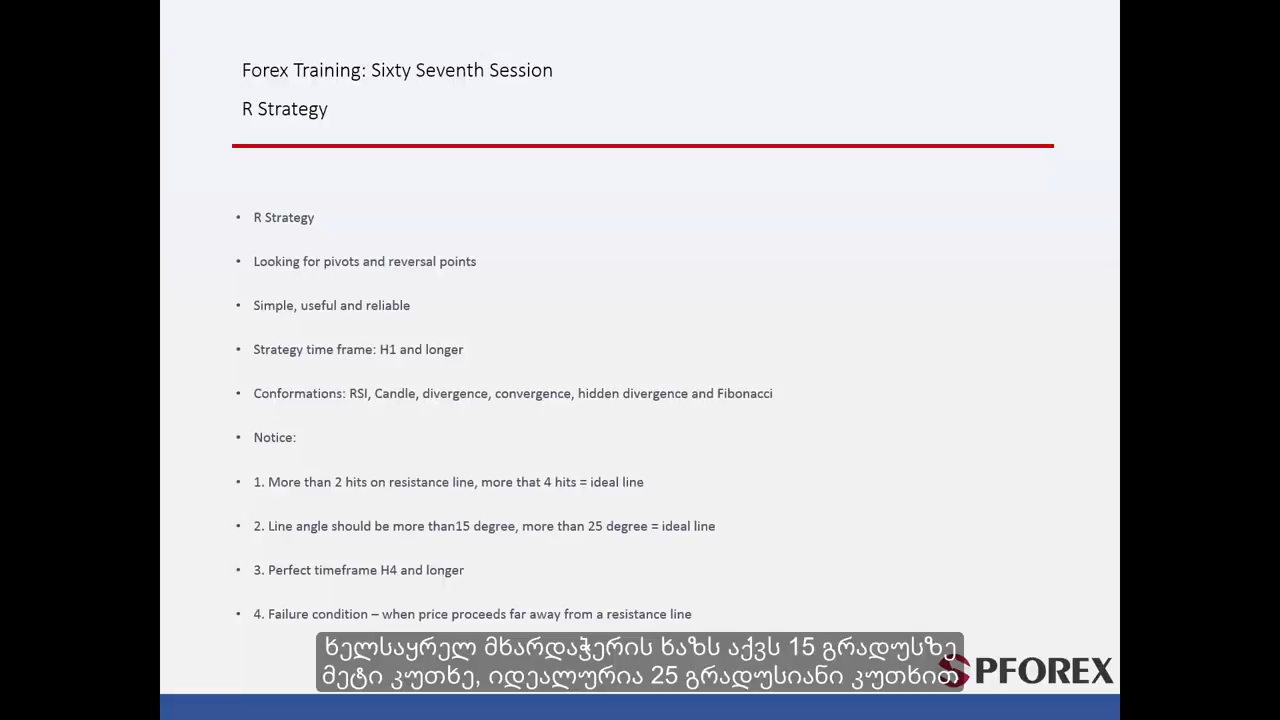 Forex Training: Sixty Seventh Session
R Strategy
• R Strategy
• Looking for pivots and reversal points
• Simple, useful and reliable
• Strategy time frame: H1 and longer
• Conformations: RSI, Candle, divergence, convergence, hidden divergence and Fibonacci
• Notice:
• 1. More than 2 hits on resistance line, more that 4 hits = ideal line
• 2. Line angle should be more than15 degree, more than 25 degree = ideal line
• 3. Perfect timeframe H4 and longer
• 4. Failure condition – when price proceeds far away from a resistance line
ხელსაყრელ მხარდაჭერის ხაზს აქვს 15 გრადუსზე
მეტი კუთხე, იდეალურია 25 გრადუსიანი კუთხით
PFOREX